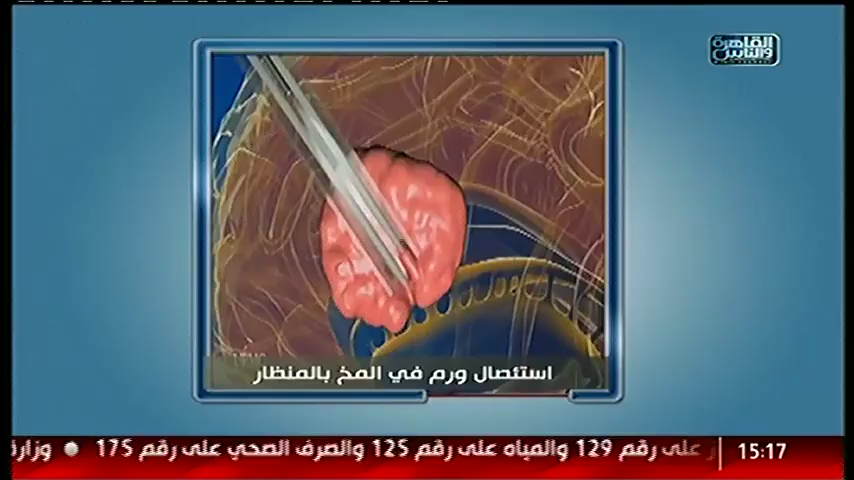 القاهرة
والناس
استئصال ورم في المخ بالمنظار
على رقم 129 والمياه على رقم 125 والصرف الصحي على رقم 175 • وزارة
15:17